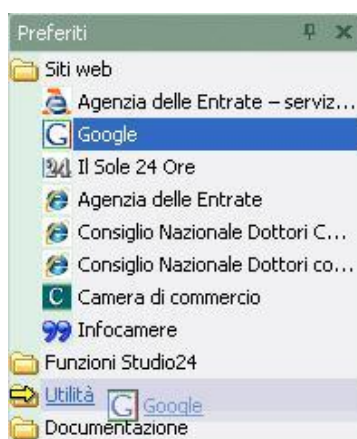 Preferiti
Siti web
Agenzia delle Entrate – serviz...
Google
Il Sole 24 Ore
Agenzia delle Entrate
Consiglio Nazionale Dottori C...
Consiglio Nazionale Dottori co...
Camera di commercio
Infocamere
Funzioni Studio24
Utilità
Google
Documentazione